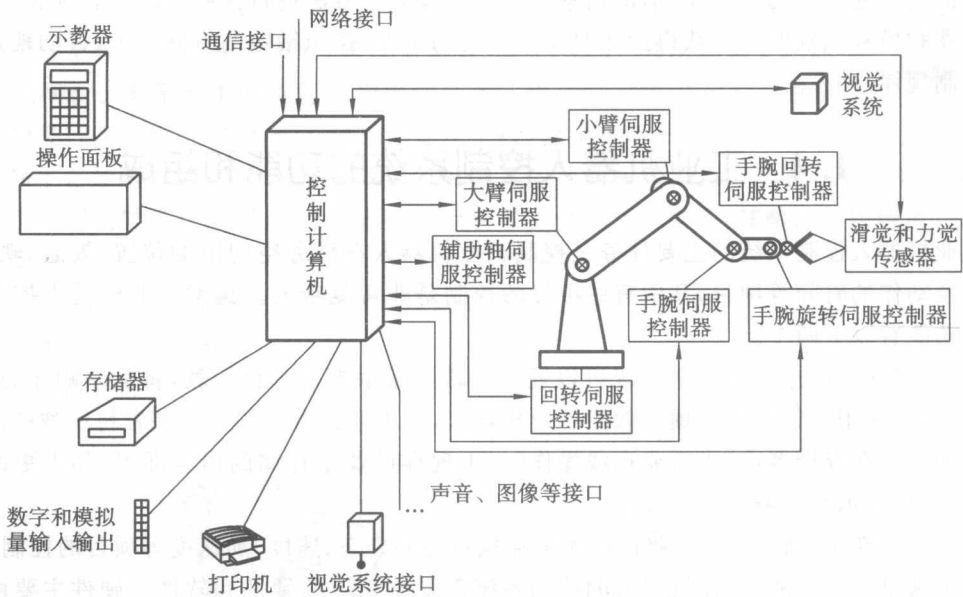 示教器
网络接口
通信接口
操作面板
控制计算机
小臂伺服
控制器
大臂伺服
控制器
辅助轴伺
服控制器
视觉
系统
手腕回转
伺服控制器
滑觉和力觉
传感器
手腕伺服
控制器
手腕旋转伺服控制器
回转伺服
控制器
存储器
数字和模拟
量输入输出
打印机
视觉系统接口
…
声音、图像等接口